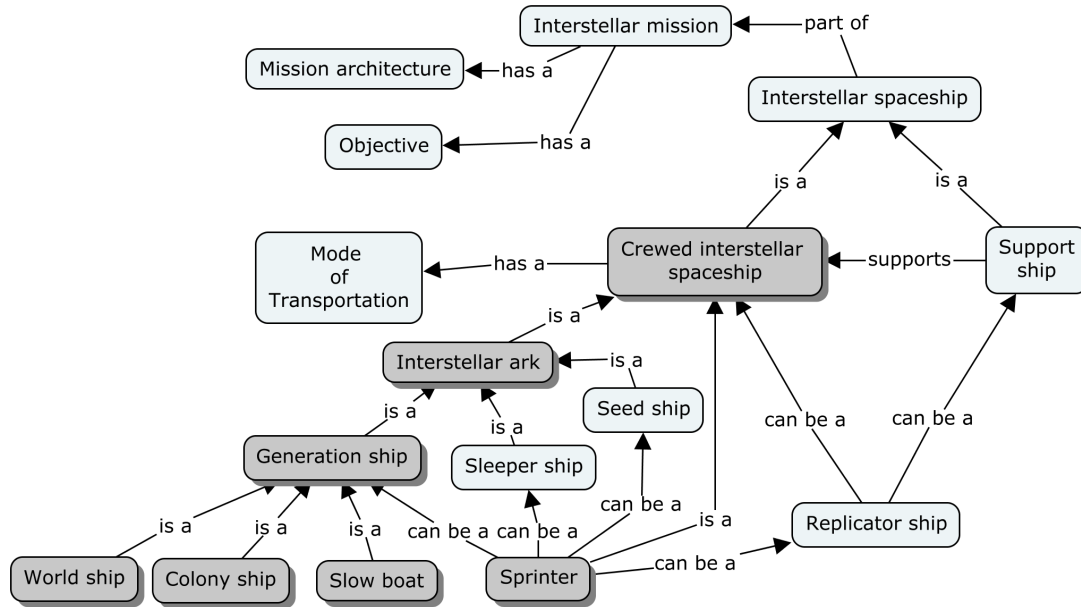 Interstellar mission
part of
Mission architecture
has a
Interstellar spaceship
Objective
has a
is a
is a
Mode
of
Transportation
has a
Crewed interstellar
spaceship
supports
Support
ship
is a
Interstellar ark
is a
Seed ship
is a
is a
can be a
can be a
Generation ship
Sleeper ship
is a
is a
is a
can be a
can be a
can be a
is a
Replicator ship
can be a
World ship
Colony ship
Slow boat
Sprinter